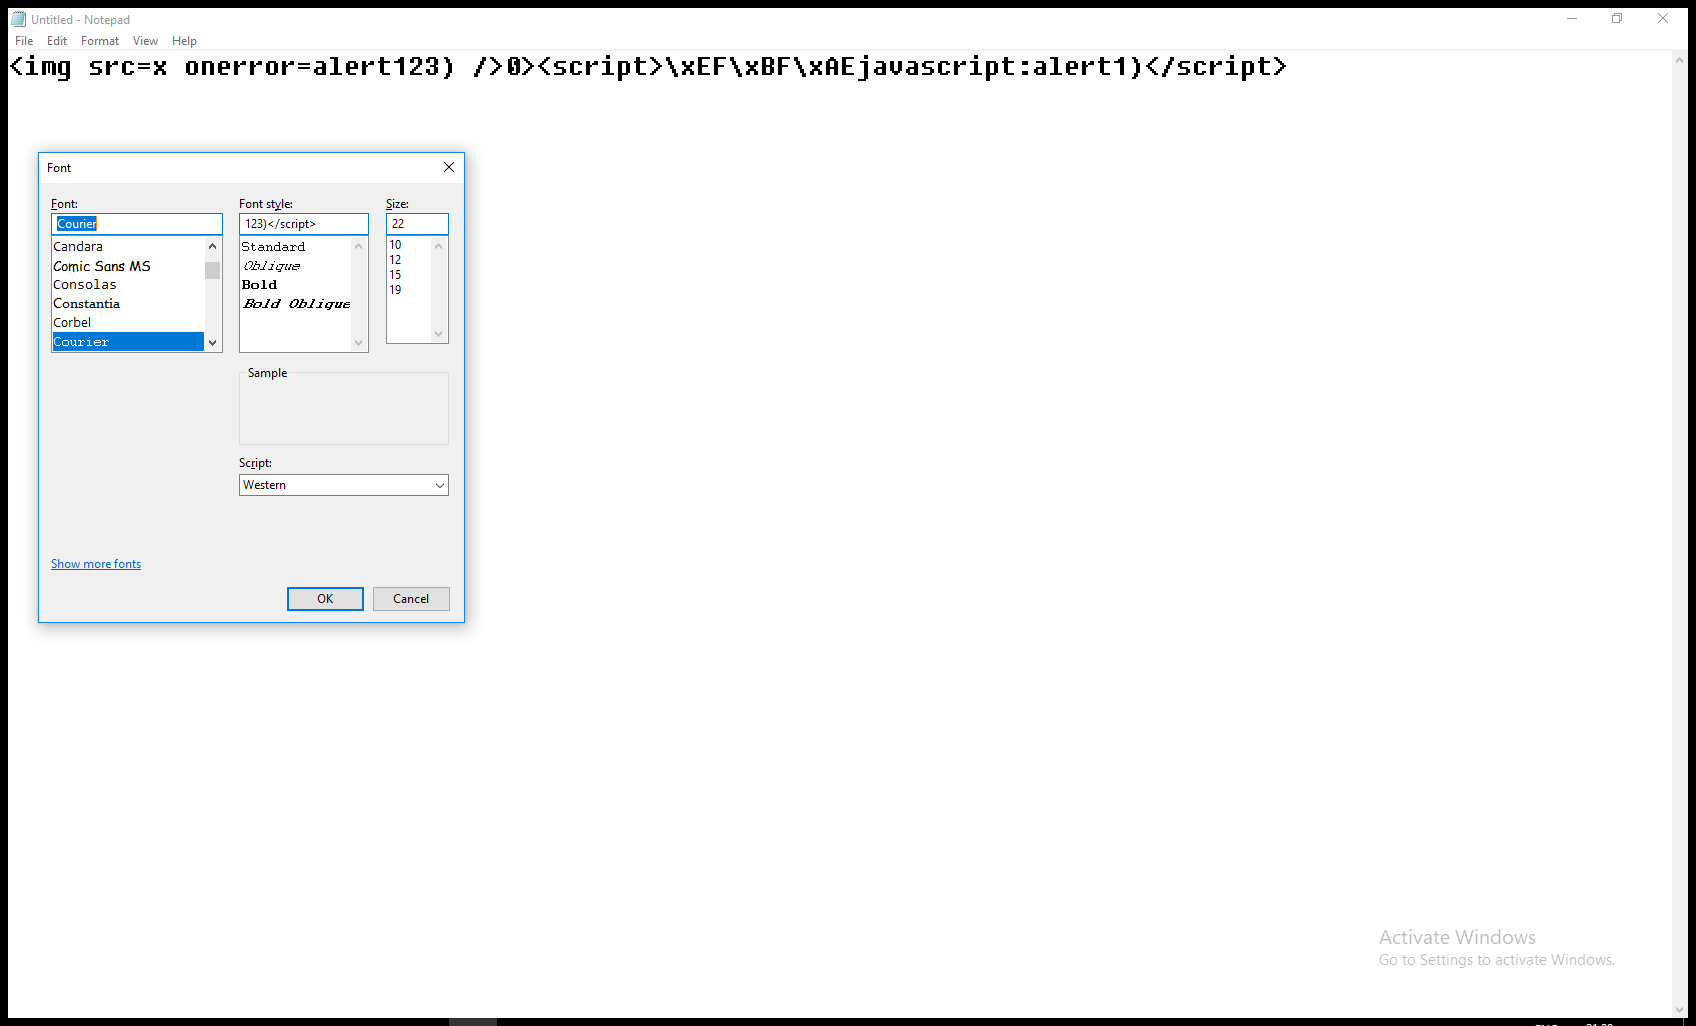 Untitled - Notepad
File Edit Format View Help
<img src=x onerror=alert123) />0><script>\xEF\xBF\xAEjavascript:alert1)</script>
Font
Font: Font style: Size:
Courier 123)</script> 22
Candara
Comic Sans MS
Consolas
Constantia
Corbel
Courier
Standard
Oblique
Bold
Bold Oblique
10
12
15
19
Sample
Script:
Western
Show more fonts
OK Cancel
Activate Windows
Go to Settings to activate Windows.